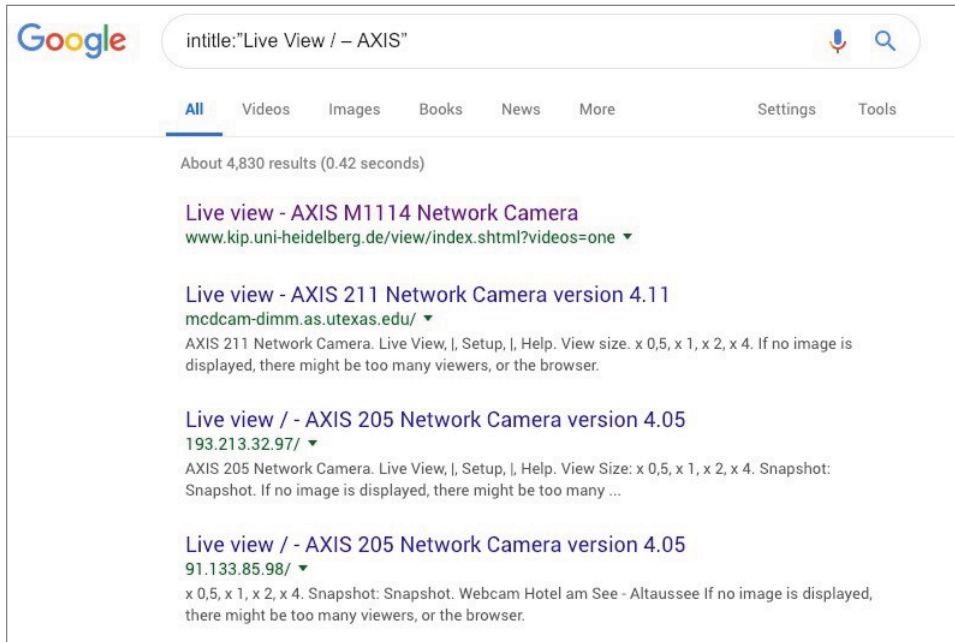 Google
intitle:”Live View / – AXIS”
All Videos Images Books News More Settings Tools
About 4,830 results (0.42 seconds)
Live view - AXIS M1114 Network Camera
www.kip.uni-heidelberg.de/view/index.shtml?videos=one
Live view - AXIS 211 Network Camera version 4.11
mcdcam-dimm.as.utexas.edu/
AXIS 211 Network Camera. Live View, |, Setup, |, Help. View size. x 0,5, x 1, x 2, x 4. If no image is
displayed, there might be too many viewers, or the browser.
Live view / - AXIS 205 Network Camera version 4.05
193.213.32.97/
AXIS 205 Network Camera. Live View, |, Setup, |, Help. View Size: x 0,5, x 1, x 2, x 4. Snapshot:
Snapshot. If no image is displayed, there might be too many ...
Live view / - AXIS 205 Network Camera version 4.05
91.133.85.98/
x 0,5, x 1, x 2, x 4. Snapshot: Snapshot. Webcam Hotel am See - Altaussee If no image is displayed,
there might be too many viewers, or the browser.